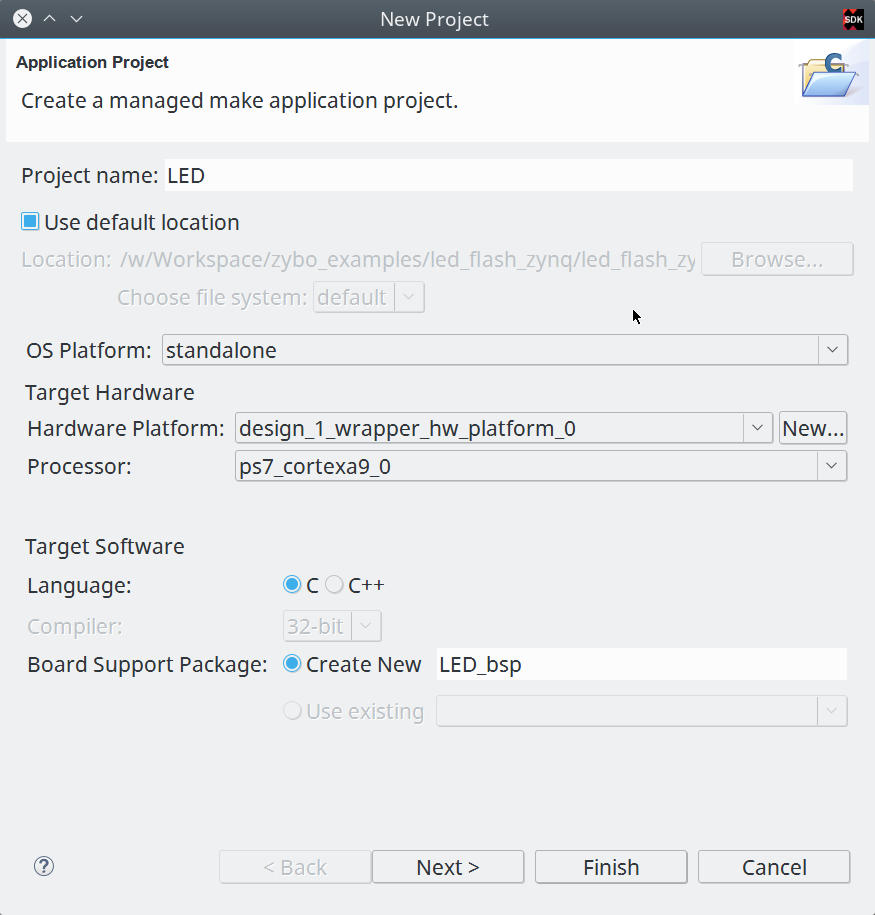 New Project
SDK
Application Project
Create a managed make application project.
C
Project name: LED
Use default location
Location: /w/Workspace/zybo_examples/led_flash_zynq/led_flash_zy Browse...
Choose file system: default
OS Platform: standalone
Target Hardware
Hardware Platform: design_1_wrapper_hw_platform_0 New...
Processor: ps7_cortexa9_0
Target Software
Language: C C++
Compiler: 32-bit
Board Support Package: Create New LED_bsp
Use existing
? < Back Next > Finish Cancel